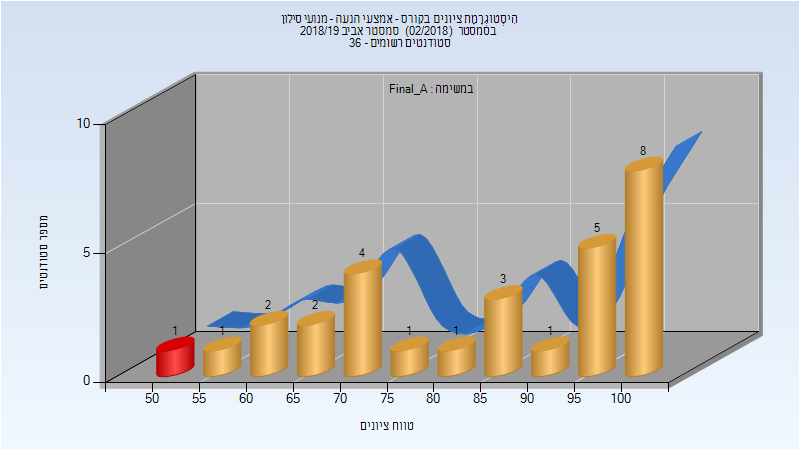 הִיסְטוֹגְרָמַת ציונים בקורס - אמצעי הנעה - מנועי סילון
בסמסטר (02/2018) סמסטר אביב 2018/19
סטודנטים רשומים - 36
במשימה : Final_A
10
5
0
מספר סטודנטים
1
1
2
2
4
1
1
3
1
5
8
50 55 60 65 70 75 80 85 90 95 100
טווח ציונים